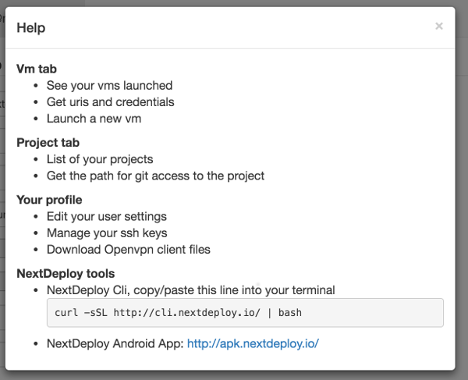 Help
×
Vm tab
• See your vms launched
• Get uris and credentials
• Launch a new vm
Project tab
• List of your projects
• Get the path for git access to the project
Your profile
• Edit your user settings
• Manage your ssh keys
• Download Openvpn client files
NextDeploy tools
• NextDeploy Cli, copy/paste this line into your terminal
curl -sSL http://cli.nextdeploy.io/ | bash
• NextDeploy Android App: http://apk.nextdeploy.io/